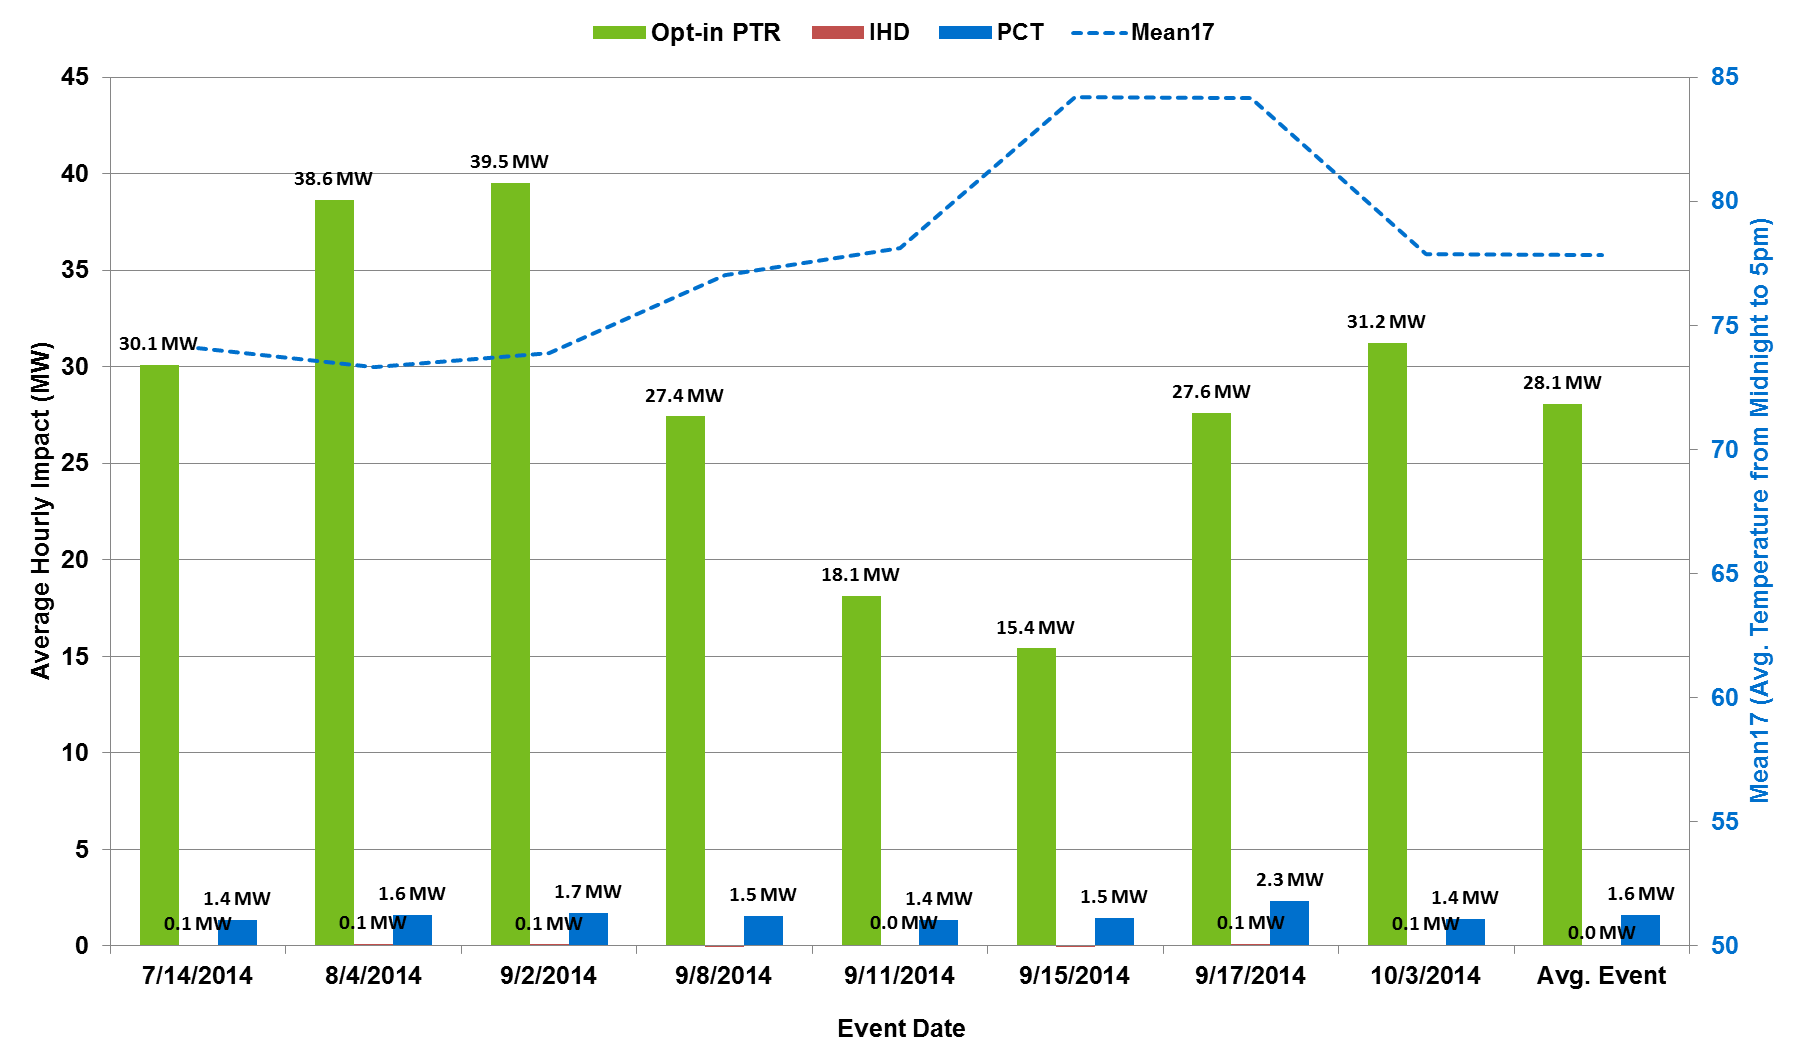 Opt-in PTR IHD PCT Mean17
45
40
35
30
25
20
15
10
5
0
Average Hourly Impact (MW)
85
80
75
70
65
60
55
50
Mean17 (Avg. Temperature from Midnight to 5pm)
30.1 MW
38.6 MW
39.5 MW
27.4 MW
18.1 MW
15.4 MW
27.6 MW
31.2 MW
28.1 MW
1.4 MW
1.6 MW
1.7 MW
1.5 MW
1.4 MW
1.5 MW
2.3 MW
1.4 MW
1.6 MW
0.1 MW
0.1 MW
0.1 MW
0.0 MW
0.1 MW
0.1 MW
0.0 MW
7/14/2014 8/4/2014 9/2/2014 9/8/2014 9/11/2014 9/15/2014 9/17/2014 10/3/2014 Avg. Event
Event Date